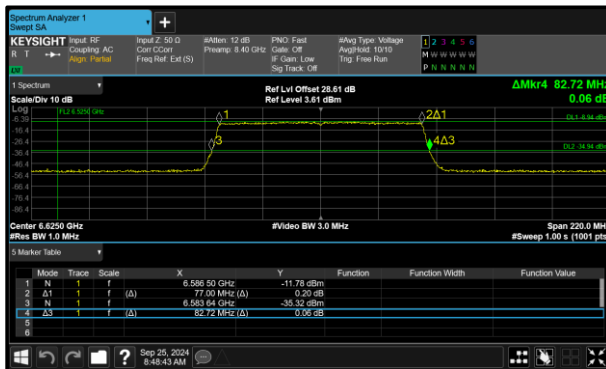 Spectrum Analyzer 1
Swept SA
KEYSIGHT
R T
Input: RF
Coupling: AC
Align: Partial
Input Z: 50 Ω
Corr CCorr
Freq Ref: Ext (S)
#Atten: 12 dB
Preamp: 8.40 GHz
PNO: Fast
Gate: Off
IF Gain: Low
Sig Track: Off
#Avg Type: Voltage
Avg|Hold: 10/10
Trig: Free Run
1 2 3 4 5 6
M W W W W W
P N N N N N
1 Spectrum
Scale/Div 10 dB
Ref Lvl Offset 28.61 dB
Ref Level 3.61 dBm
ΔMkr4 82.72 MHz
0.06 dB
Log
FL2 6.5250 GHz
-6.39
-16.4
-26.4
-36.4
-46.4
-56.4
-66.4
-76.4
-86.4
1
2Δ1
3
4Δ3
DL1 -8.94 dBm
DL2 -34.94 dBm
Center 6.6250 GHz
#Video BW 3.0 MHz
Span 220.0 MHz
#Res BW 1.0 MHz
#Sweep 1.00 s (1001 pts)
5 Marker Table
Mode Trace Scale X Y Function Function Width Function Value
1 N 1 f 6.586 50 GHz -11.78 dBm
2 Δ1 1 f (Δ) 77.00 MHz (Δ) 0.20 dB
3 N 1 f 6.583 64 GHz -35.32 dBm
4 Δ3 1 f (Δ) 82.72 MHz (Δ) 0.06 dB
5
6
?
Sep 25, 2024
8:48:43 AM